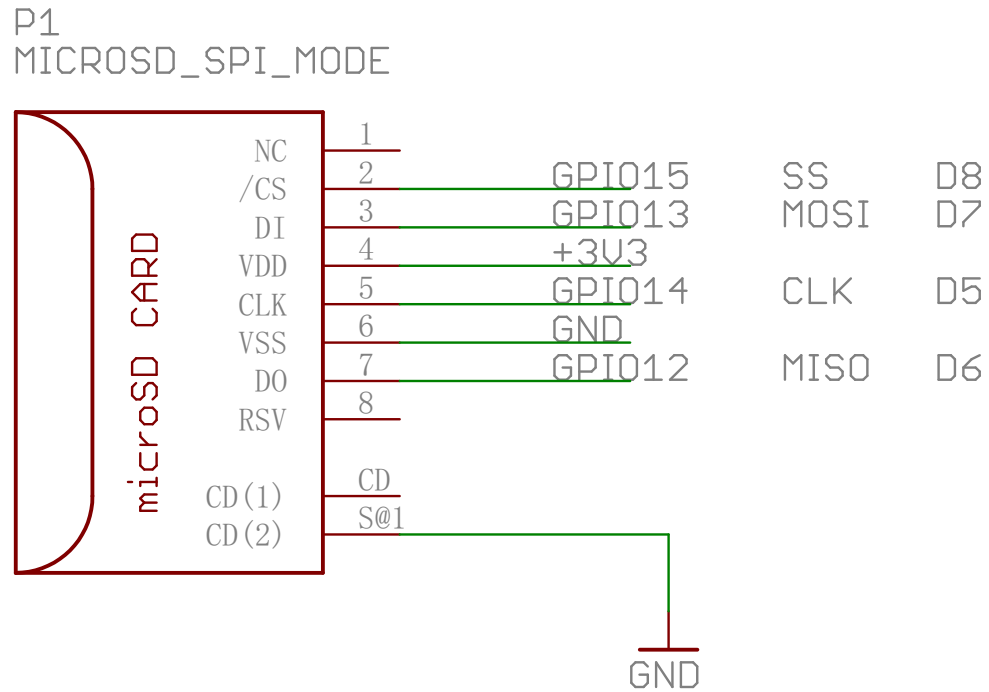 P1
MICROSD_SPI_MODE
NC 1
/CS 2 GPIO15 SS D8
DI 3 GPIO13 MOSI D7
VDD 4 +3V3
CLK 5 GPIO14 CLK D5
VSS 6 GND
DO 7 GPIO12 MISO D6
RSV 8
microSD CARD
CD(1) CD
CD(2) S@1
GND